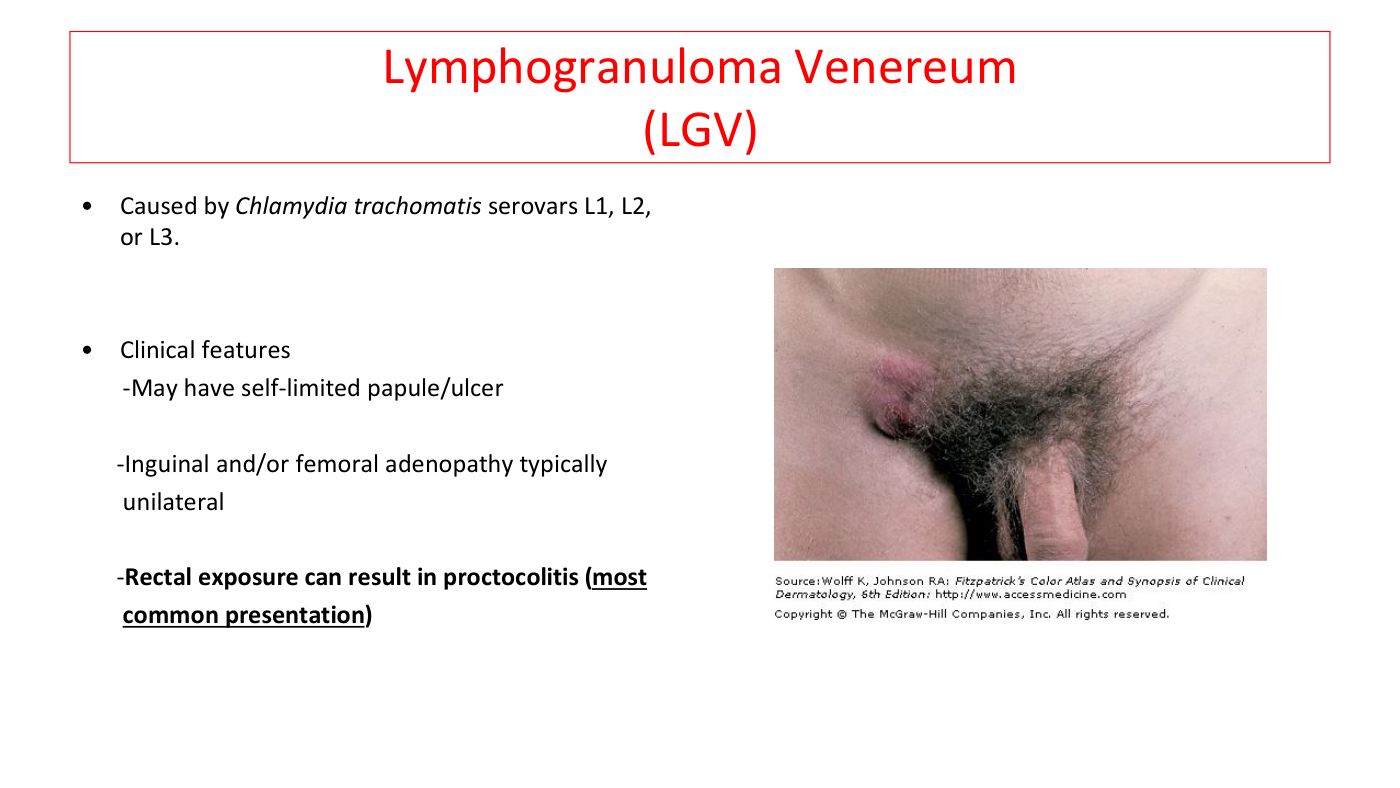 Lymphogranuloma Venereum
(LGV)
• Caused by Chlamydia trachomatis serovars L1, L2,
or L3.
• Clinical features
-May have self-limited papule/ulcer
-Inguinal and/or femoral adenopathy typically
unilateral
-Rectal exposure can result in proctocolitis (most
common presentation)
Source: Wolff K, Johnson RA: Fitzpatrick's Color Atlas and Synopsis of Clinical
Dermatology, 6th Edition: http://www.accessmedicine.com
Copyright © The McGraw-Hill Companies, Inc. All rights reserved.